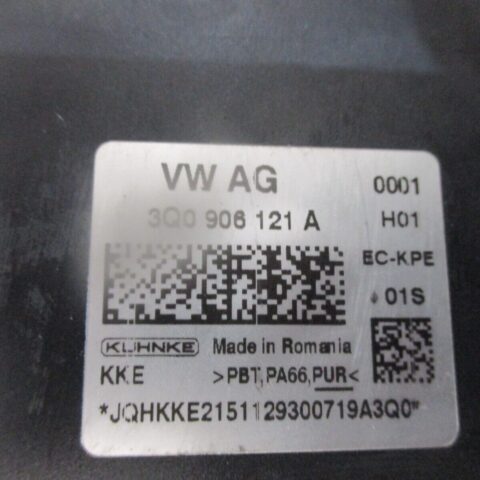 VW AG 0001
3Q0 906 121 A H01
EC-KPE
01S
KUHNKE Made in Romania
KKE >PBT,PA66,PUR<
*JQHKKE2151129300719A3Q0*